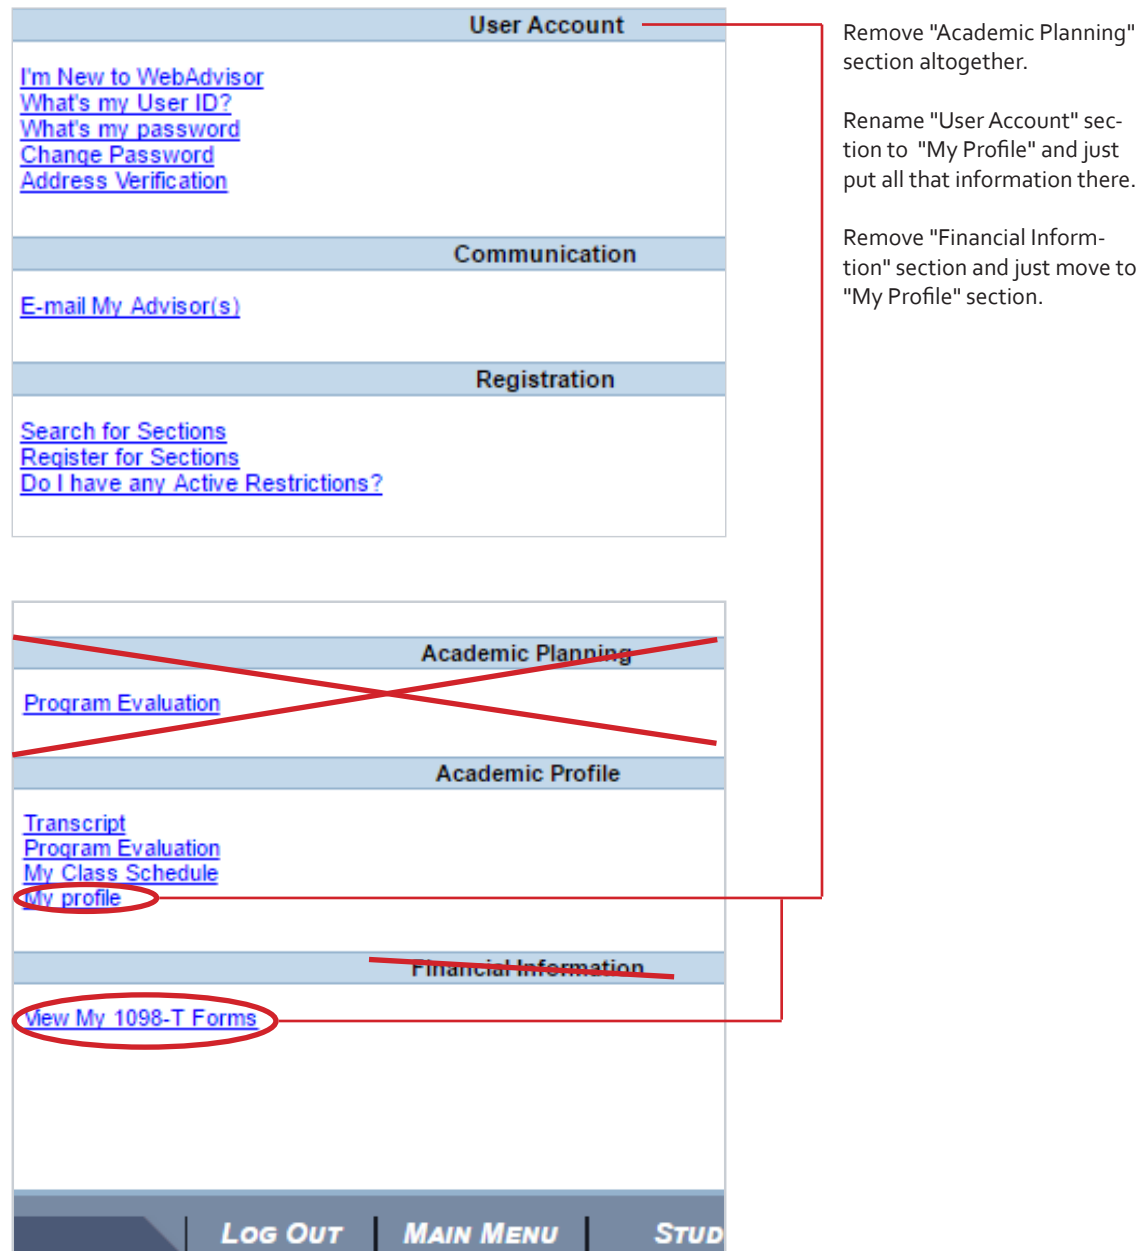 User Account
I'm New to WebAdvisor
What's my User ID?
What's my password
Change Password
Address Verification
Communication
E-mail My Advisor(s)
Registration
Search for Sections
Register for Sections
Do I have any Active Restrictions?
Academic Planning
Program Evaluation
Academic Profile
Transcript
Program Evaluation
My Class Schedule
My profile
Financial Information
View My 1098-T Forms
LOG OUT
MAIN MENU
STUD
Remove "Academic Planning"
section altogether.
Rename "User Account" sec-
tion to "My Profile" and just
put all that information there.
Remove "Financial Inform-
tion" section and just move to
"My Profile" section.